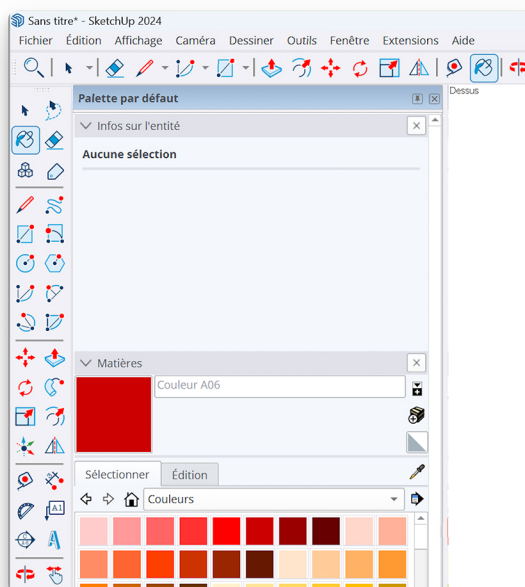 Sans titre* - SketchUp 2024
Fichier Édition Affichage Caméra Dessiner Outils Fenêtre Extensions Aide
Dessus
Palette par défaut
Infos sur l'entité
Aucune sélection
Matières
Couleur A06
Sélectionner Édition
Couleurs
A1
A